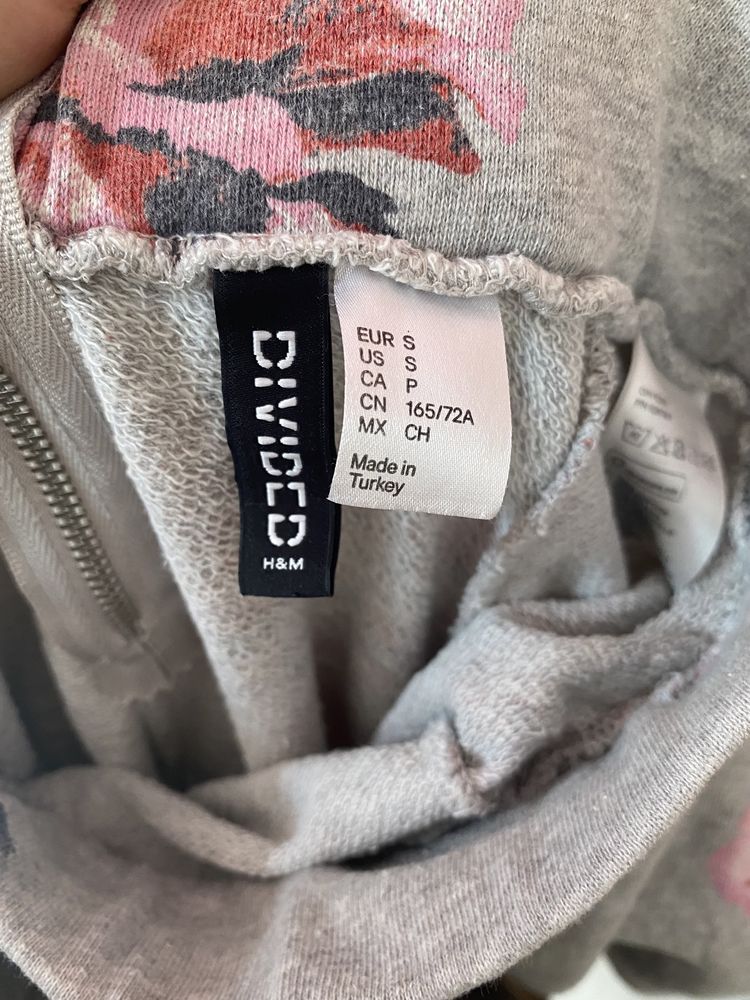 DIVIDED
H&M
EUR S
US S
CA P
CN 165/72A
MX CH
Made in
Turkey